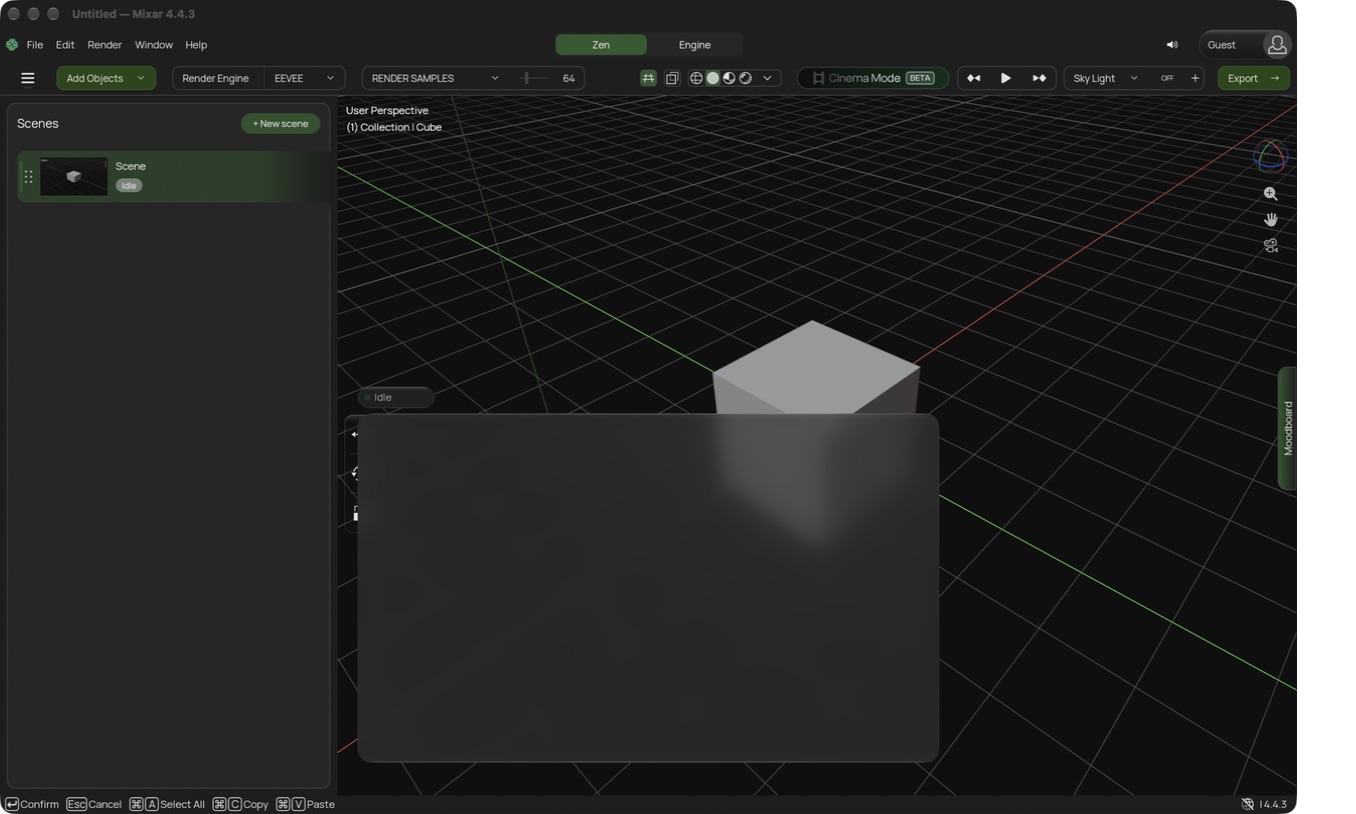 Untitled — Mixar 4.4.3
File Edit Render Window Help
Zen Engine
Guest
Add Objects
Render Engine EEVEE
RENDER SAMPLES 64
Cinema Mode BETA
Sky Light OFF
Export
Scenes
+ New scene
Scene
Idle
User Perspective
(1) Collection | Cube
Idle
Moodboard
Confirm Esc Cancel ⌘ A Select All ⌘ C Copy ⌘ V Paste
| 4.4.3